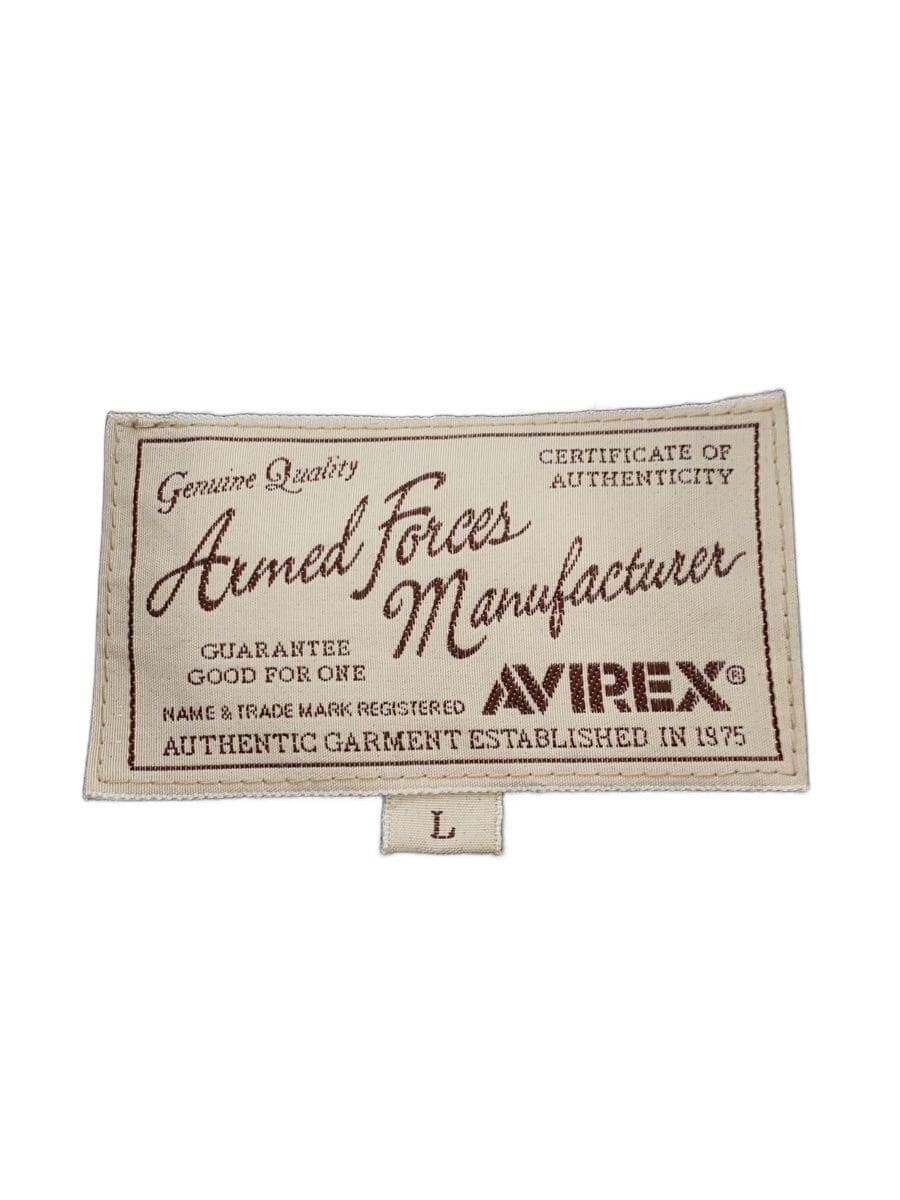 Genuine Quality
CERTIFICATE OF
AUTHENTICITY
Armed Forces
Manufacturer
GUARANTEE
GOOD FOR ONE
NAME & TRADE MARK REGISTERED
AVIREX®
AUTHENTIC GARMENT ESTABLISHED IN 1975
L